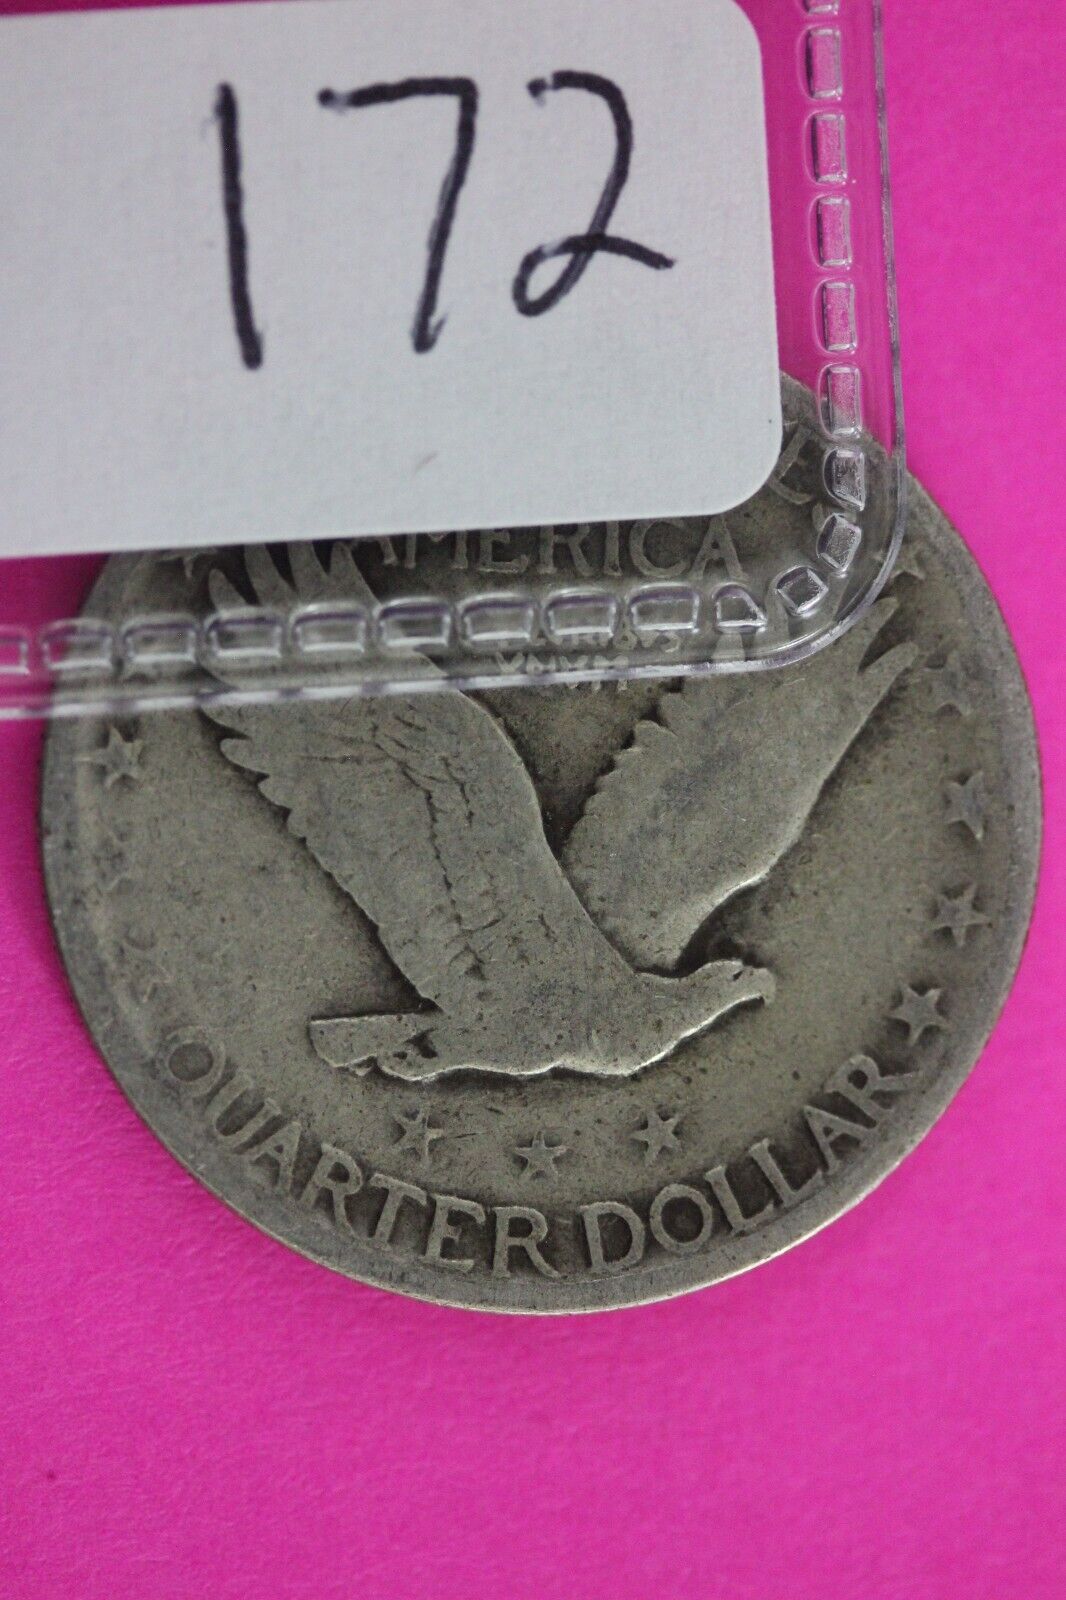 172
E
AMERICA
QUARTER DOLLAR